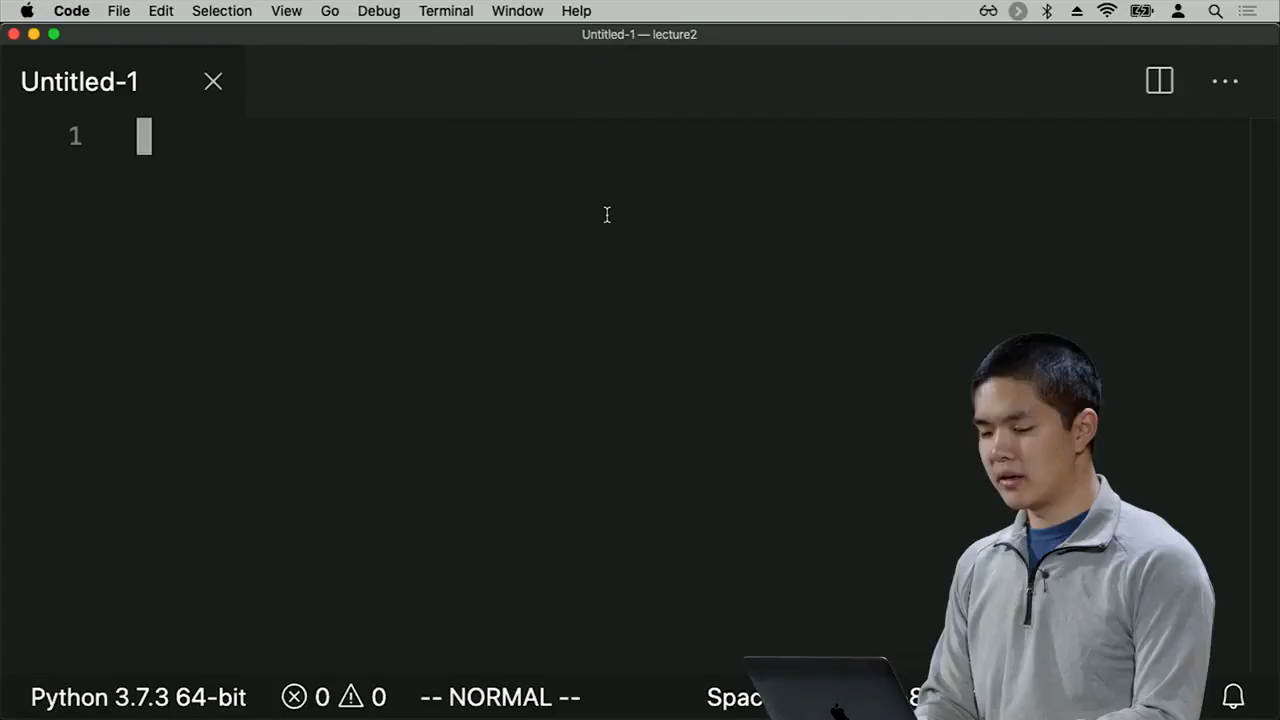 Code File Edit Selection View Go Debug Terminal Window Help
Untitled-1 — lecture2
Untitled-1
1
Python 3.7.3 64-bit 0 0 -- NORMAL --